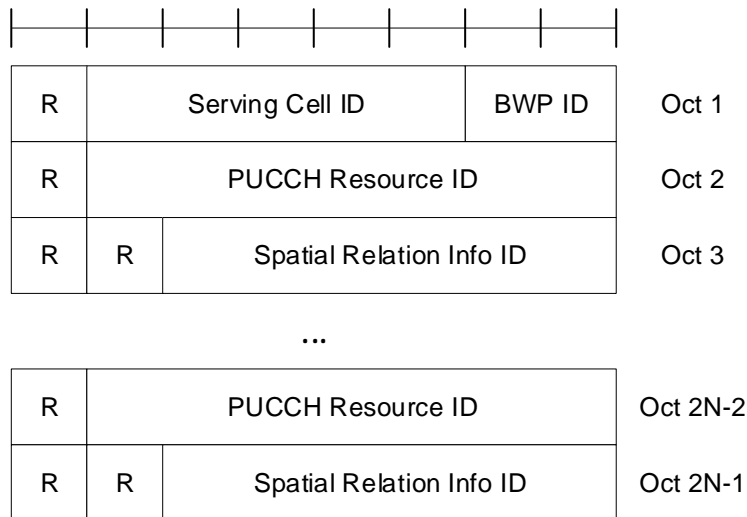 R Serving Cell ID BWP ID Oct 1
R PUCCH Resource ID Oct 2
R R Spatial Relation Info ID Oct 3
...
R PUCCH Resource ID Oct 2N-2
R R Spatial Relation Info ID Oct 2N-1